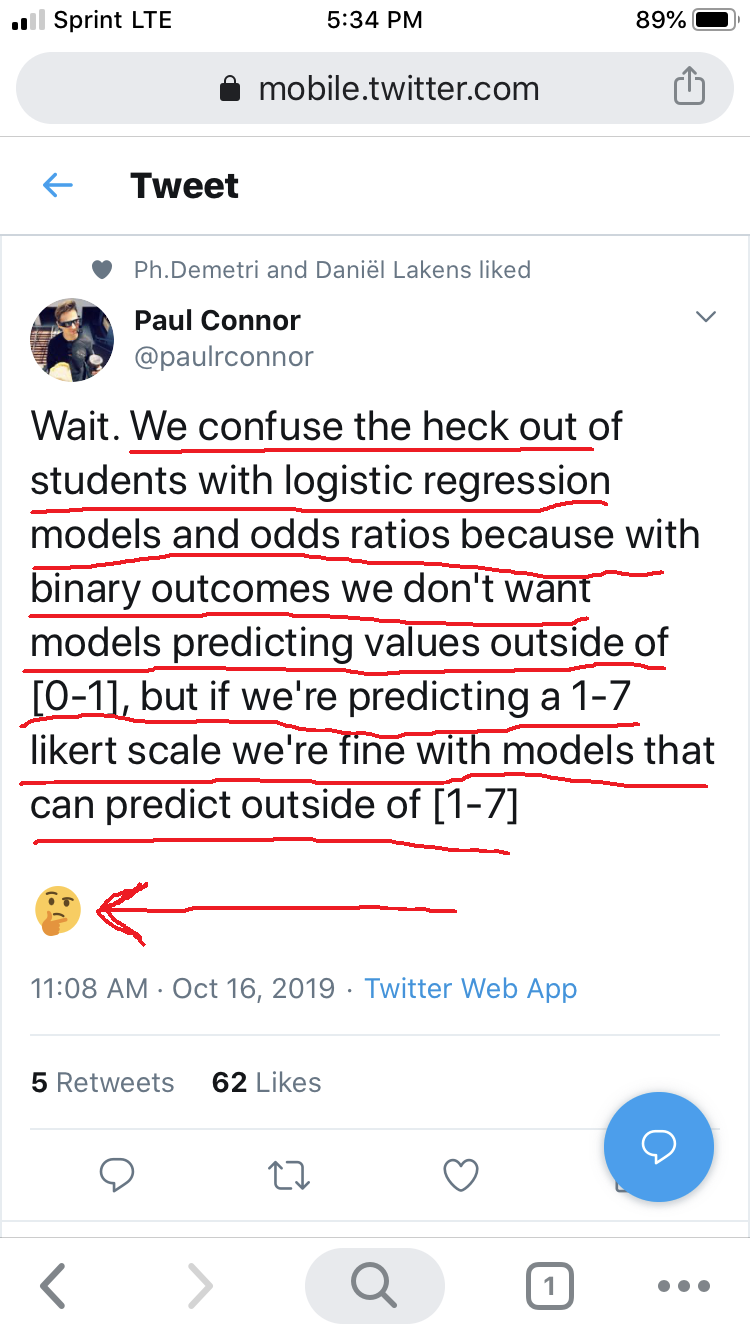 Sprint LTE 5:34 PM 89%
mobile.twitter.com
Tweet
Ph.Demetri and Daniël Lakens liked
Paul Connor
@paulrconnor
Wait. We confuse the heck out of
students with logistic regression
models and odds ratios because with
binary outcomes we don't want
models predicting values outside of
[0-1], but if we're predicting a 1-7
likert scale we're fine with models that
can predict outside of [1-7]
🤔
11:08 AM · Oct 16, 2019 · Twitter Web App
5 Retweets 62 Likes
1